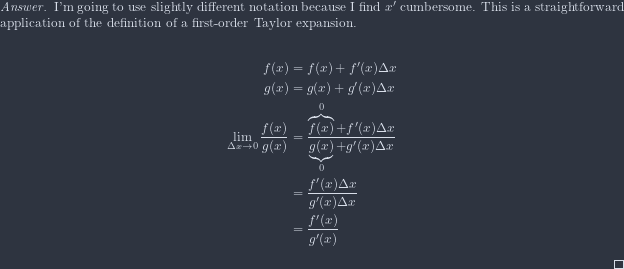 Answer. I'm going to use slightly different notation because I find x′ cumbersome. This is a straightforward
application of the definition of a first-order Taylor expansion.
f(x) = f(x) + f′(x)Δx
g(x) = g(x) + g′(x)Δx
0
lim_{Δx→0} f(x)/g(x) = (f(x) + f′(x)Δx)/(g(x) + g′(x)Δx)
0
= f′(x)Δx/g′(x)Δx
= f′(x)/g′(x)
□